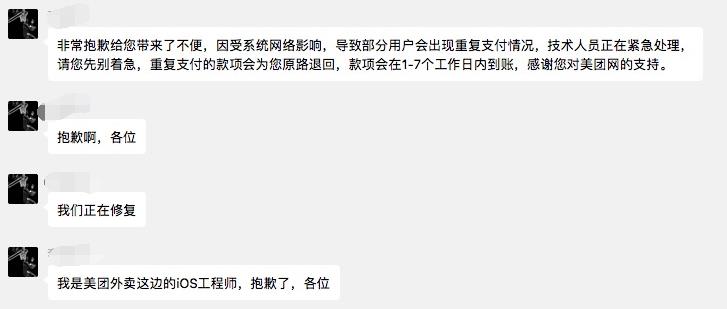 非常抱歉给您带来了不便，因受系统网络影响，导致部分用户会出现重复支付情况，技术人员正在紧急处理，
请您先别着急，重复支付的款项会为您原路退回，款项会在1-7个工作日内到账，感谢您对美团网的支持。
抱歉啊，各位
我们正在修复
我是美团外卖这边的iOS工程师，抱歉了，各位